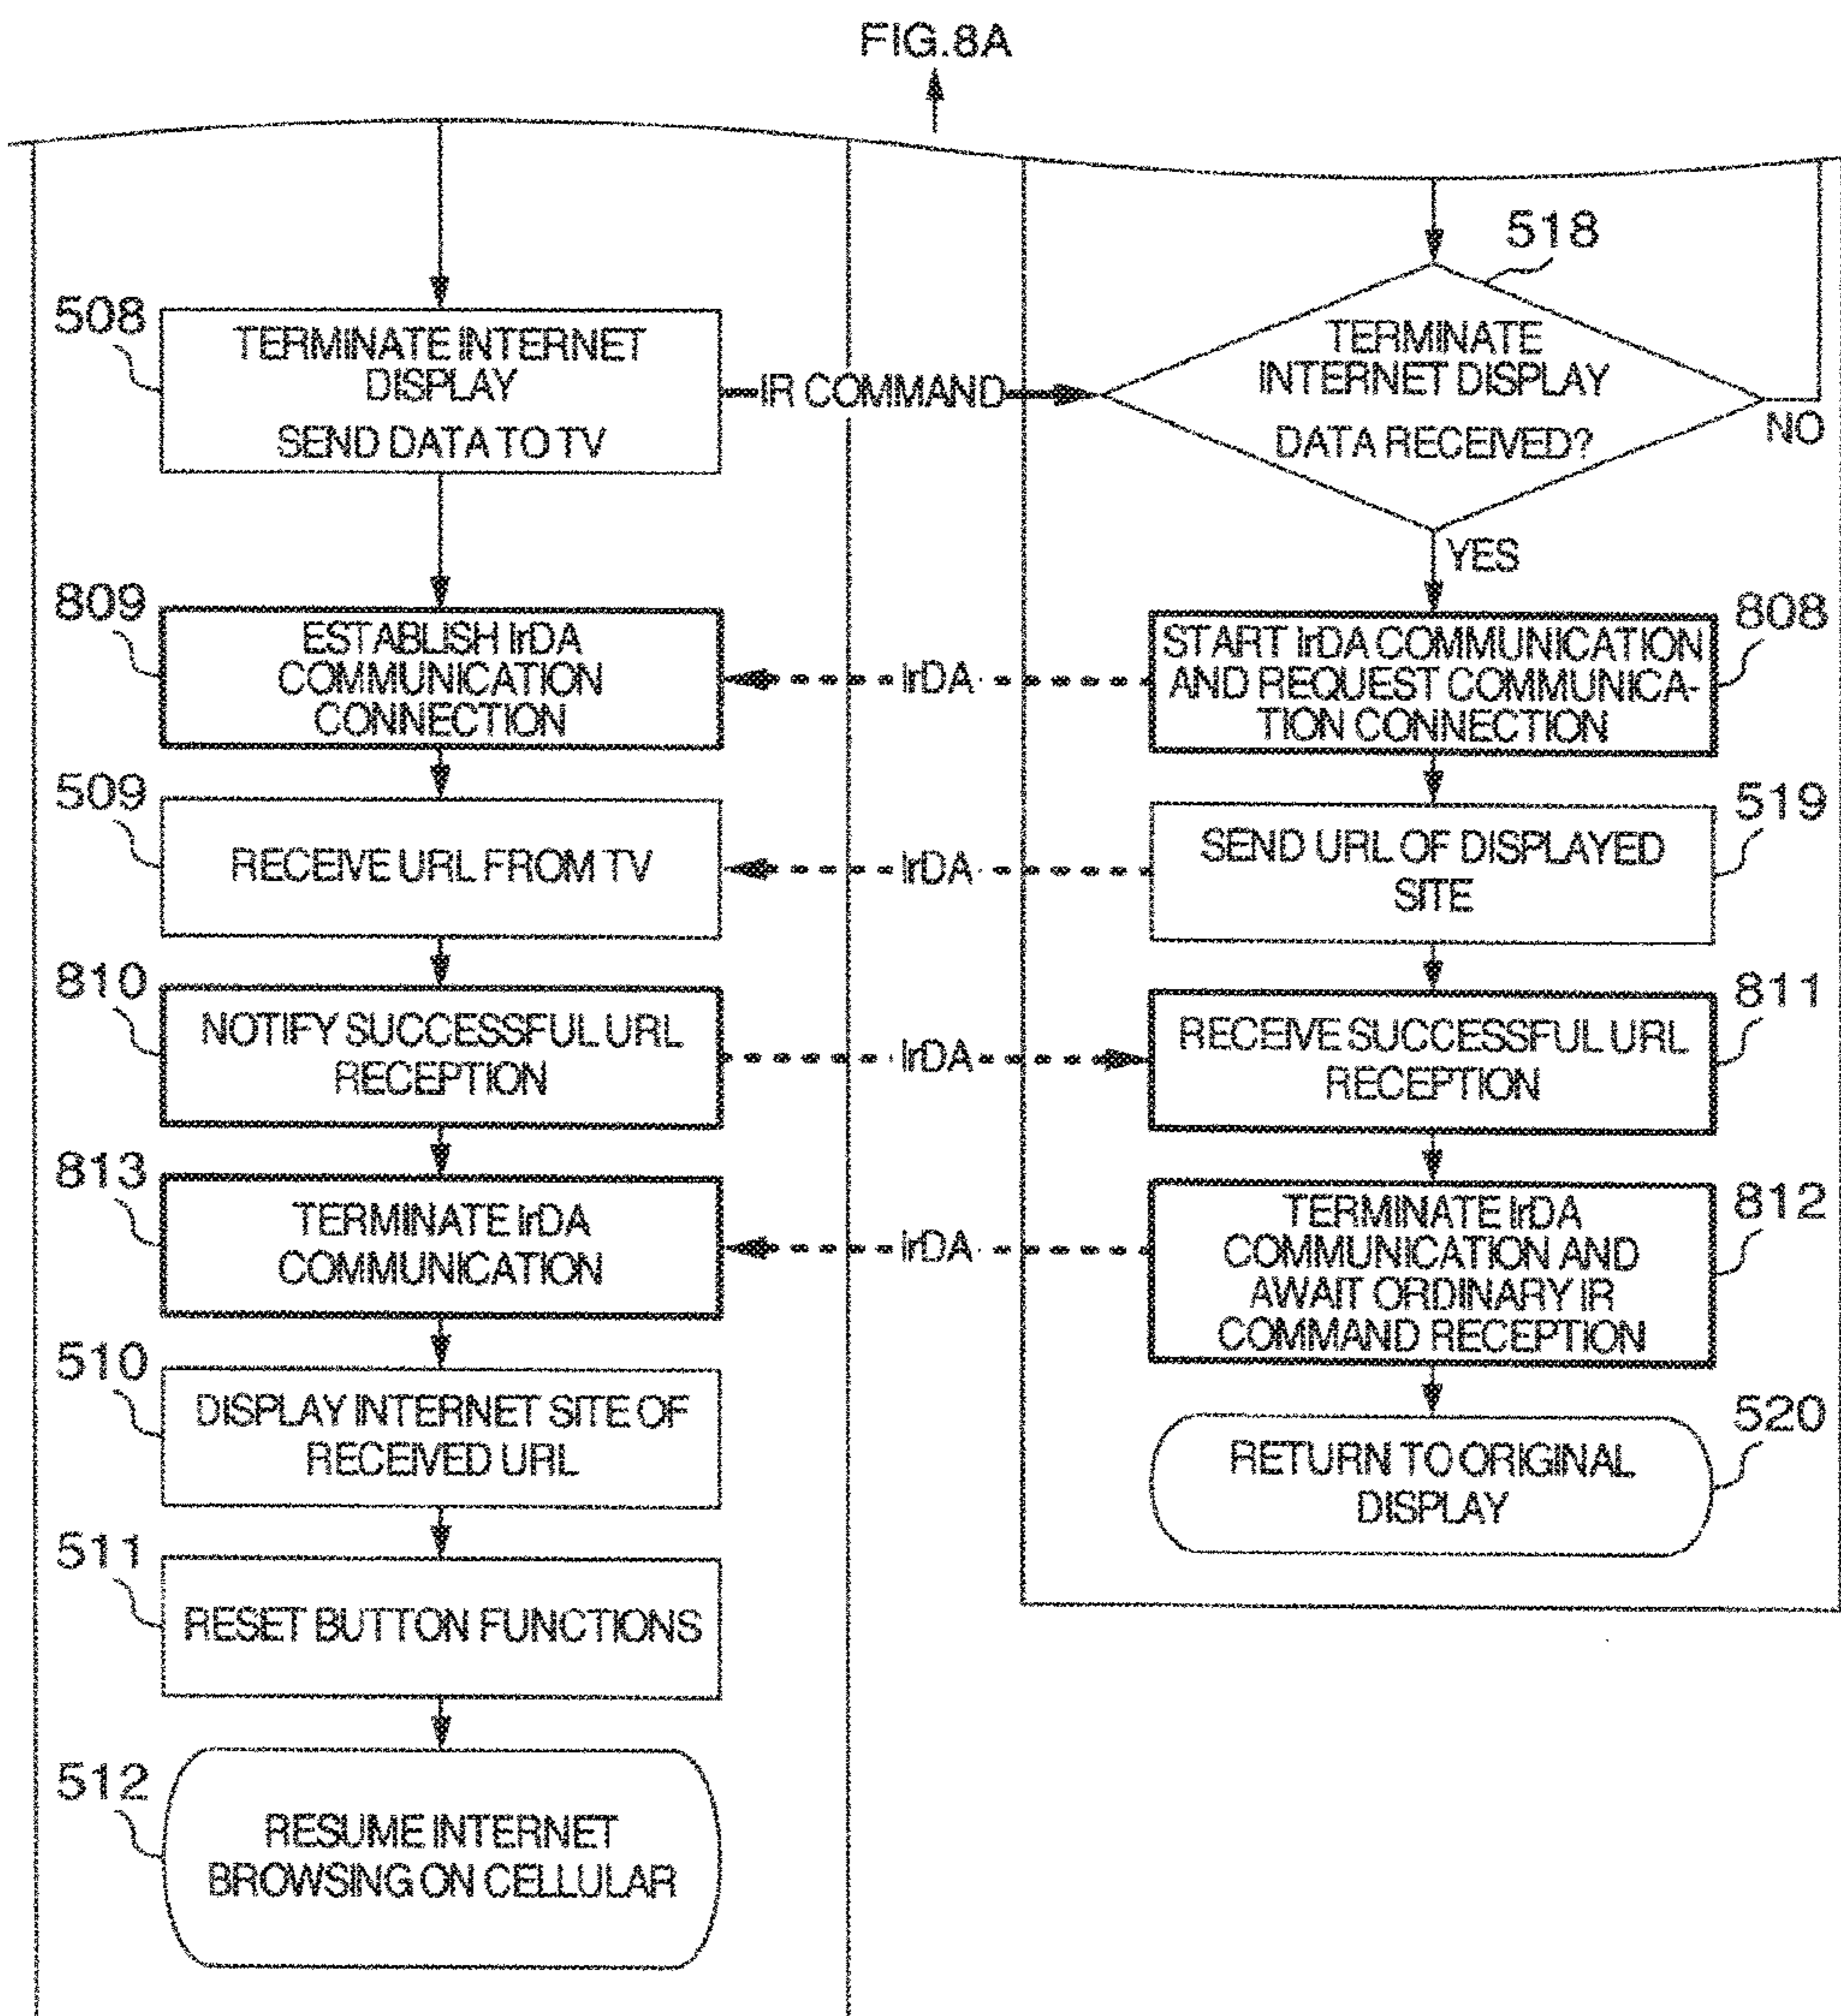 FIG.8A
508
TERMINATE INTERNET
DISPLAY
SEND DATA TO TV
IR COMMAND
518
TERMINATE
INTERNET DISPLAY
DATA RECEIVED?
NO
YES
809
ESTABLISH IrDA
COMMUNICATION
CONNECTION
IrDA
808
START IrDA COMMUNICATION
AND REQUEST COMMUNICA-
TION CONNECTION
509
RECEIVE URL FROM TV
IrDA
519
SEND URL OF DISPLAYED
SITE
810
NOTIFY SUCCESSFUL URL
RECEPTION
IrDA
811
RECEIVE SUCCESSFUL URL
RECEPTION
813
TERMINATE IrDA
COMMUNICATION
IrDA
812
TERMINATE IrDA
COMMUNICATION AND
AWAIT ORDINARY IR
COMMAND RECEPTION
510
DISPLAY INTERNET SITE OF
RECEIVED URL
520
RETURN TO ORIGINAL
DISPLAY
511
RESET BUTTON FUNCTIONS
512
RESUME INTERNET
BROWSING ON CELLULAR